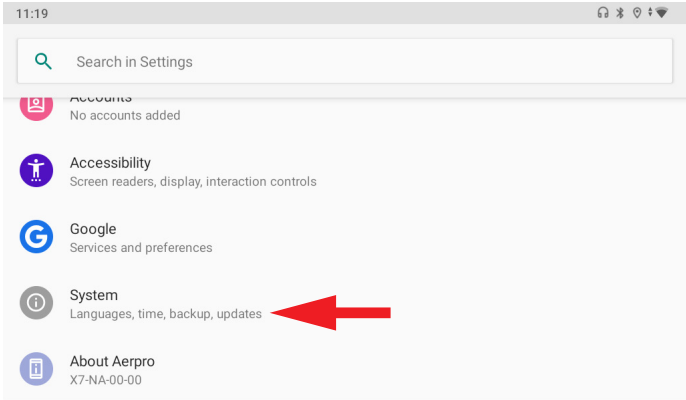 11:19
Search in Settings
Accounts
No accounts added
Accessibility
Screen readers, display, interaction controls
Google
Services and preferences
System
Languages, time, backup, updates
About Aerpro
X7-NA-00-00